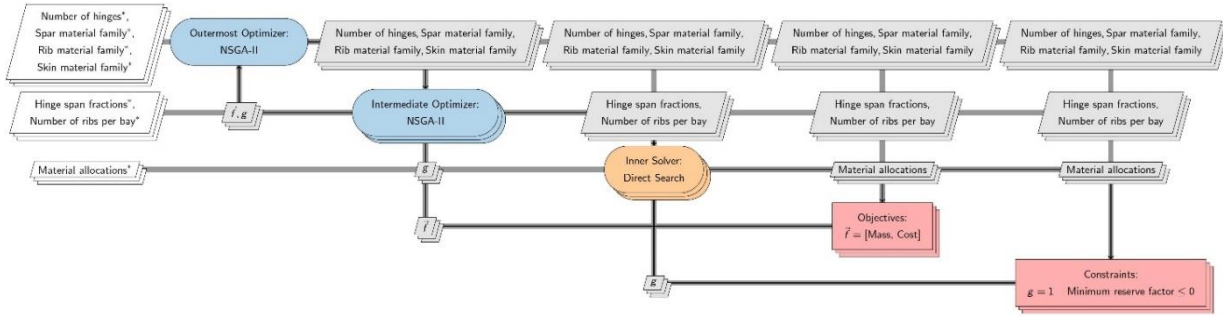 Number of hinges*,
Spar material family*,
Rib material family*,
Skin material family*
Outermost Optimizer:
NSGA-II
Number of hinges, Spar material family,
Rib material family, Skin material family
Number of hinges, Spar material family,
Rib material family, Skin material family
Number of hinges, Spar material family,
Rib material family, Skin material family
Number of hinges, Spar material family,
Rib material family, Skin material family
Hinge span fractions*,
Number of ribs per bay*
f⃗, g
Intermediate Optimizer:
NSGA-II
Hinge span fractions,
Number of ribs per bay
Hinge span fractions,
Number of ribs per bay
Hinge span fractions,
Number of ribs per bay
Material allocations*
g
Inner Solver:
Direct Search
Material allocations
Material allocations
f⃗
Objectives:
f⃗ = [Mass, Cost]
g
Constraints:
g = 1 Minimum reserve factor ≤ 0